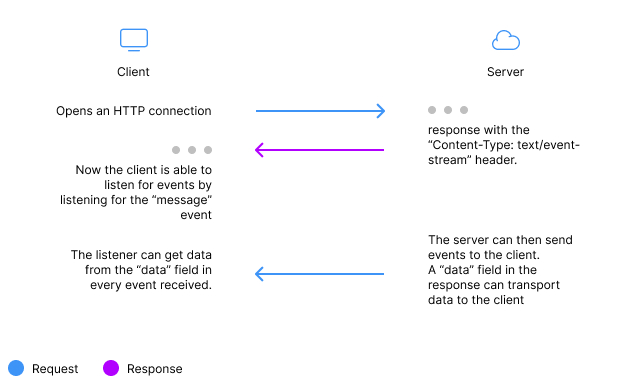 Client
Server
Opens an HTTP connection
response with the
“Content-Type: text/event-
stream” header.
Now the client is able to
listen for events by
listening for the “message”
event
The server can then send
events to the client.
A “data” field in the
response can transport
data to the client
The listener can get data
from the “data” field in
every event received.
Request
Response